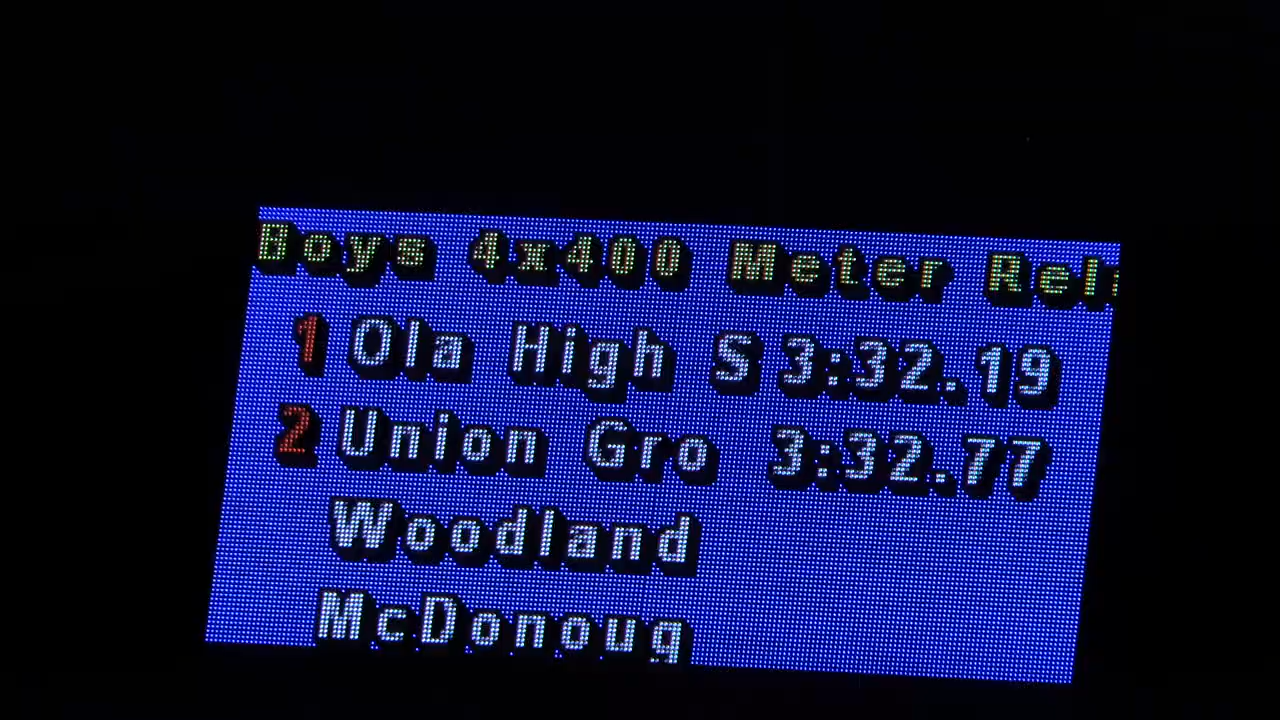 Boys 4x400 Meter Rel
1 Ola High S 3:32.19
2 Union Gro 3:32.77
Woodland
McDonoug